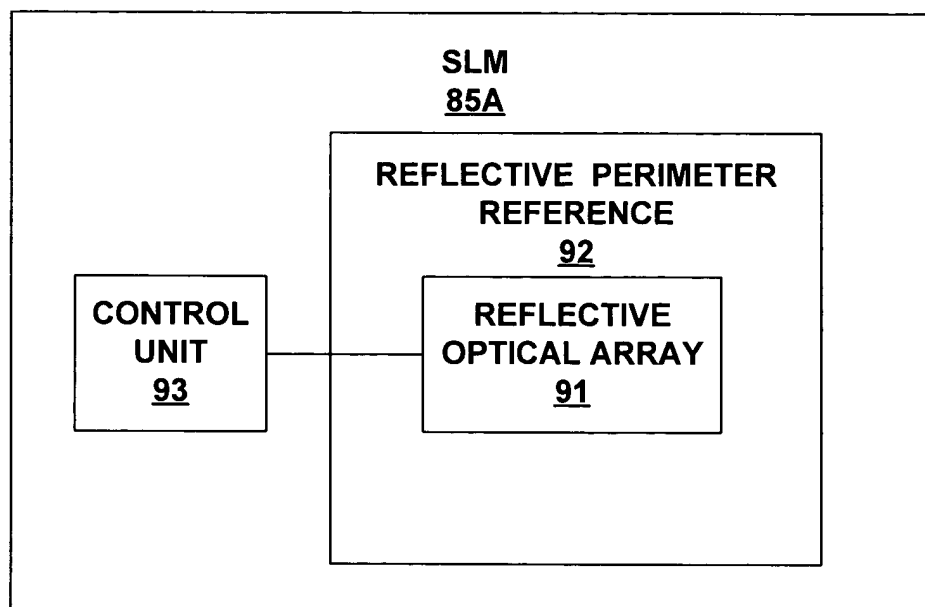 SLM
85A
REFLECTIVE PERIMETER
REFERENCE
92
CONTROL
UNIT
93
REFLECTIVE
OPTICAL ARRAY
91